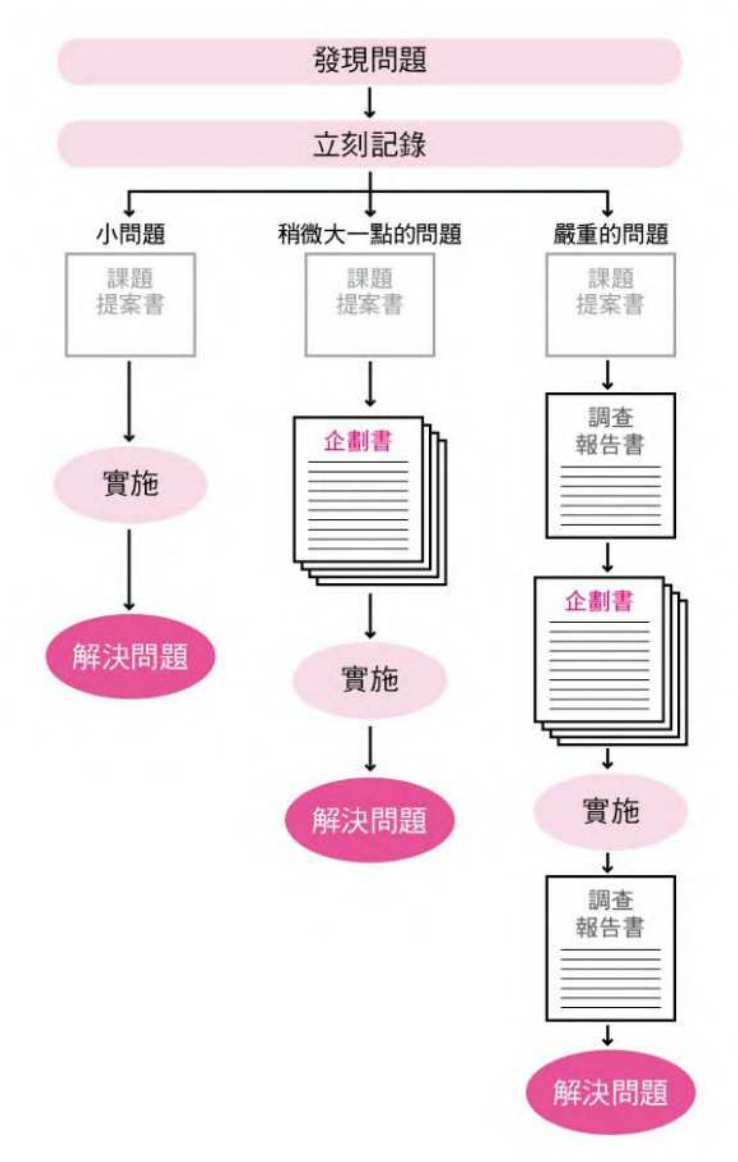 發現問題
立刻記錄
小問題
課題
提案書
實施
解決問題
稍微大一點的問題
課題
提案書
企劃書
實施
解決問題
嚴重的問題
課題
提案書
調查
報告書
企劃書
實施
調查
報告書
解決問題